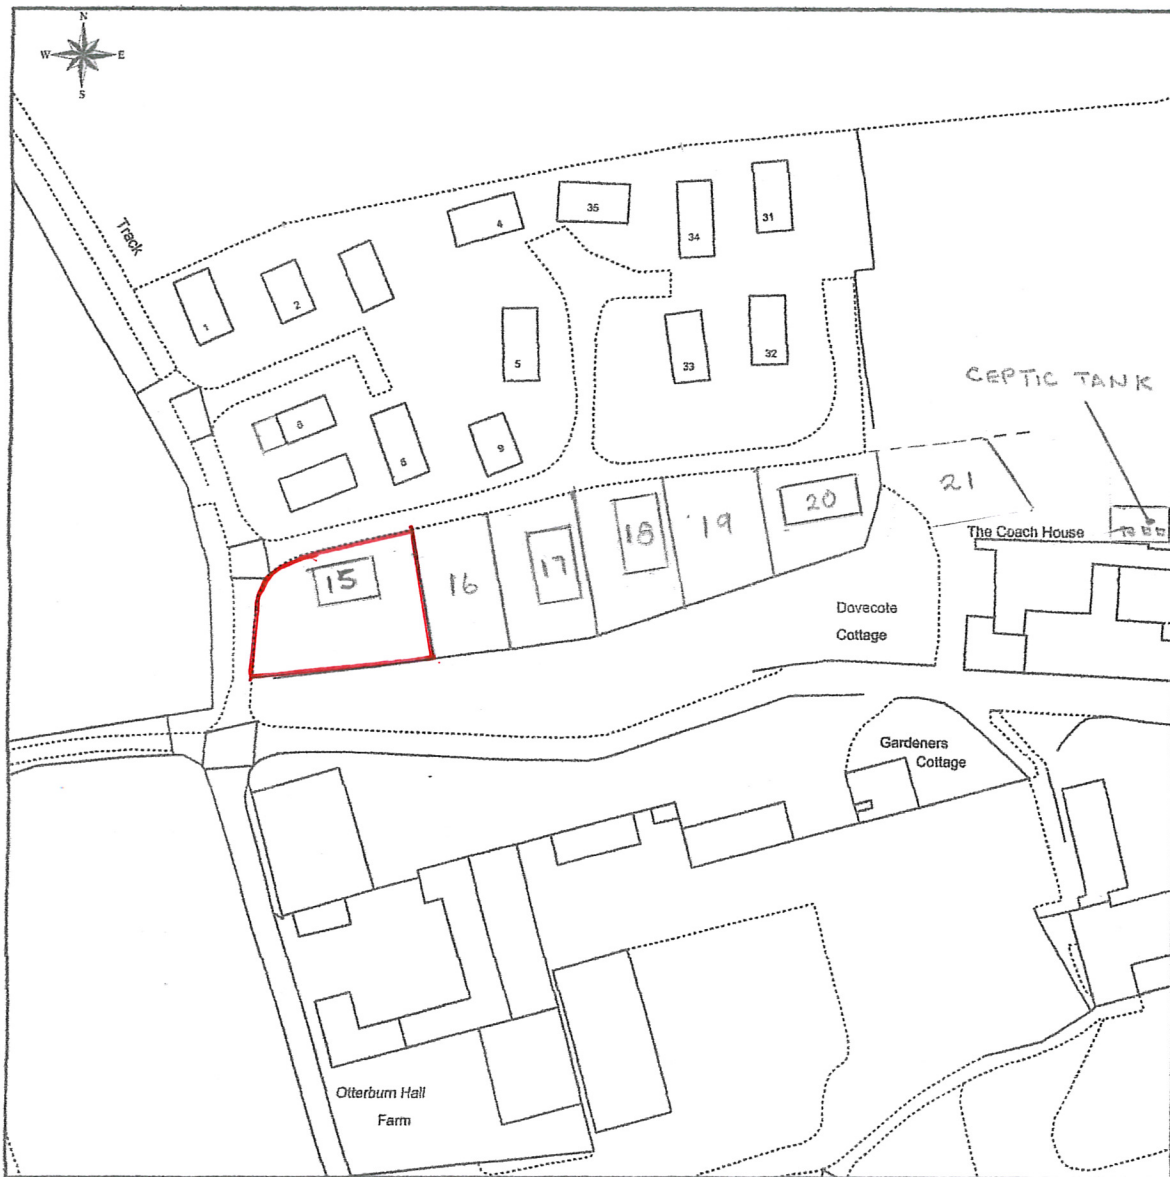 N
W E
S
Track
1
2
4
35
34
31
5
33
32
8
6
9
CEPTIC TANK
15
16
17
18
19
20
21
The Coach House
Dovecote
Cottage
Gardeners
Cottage
Otterburn Hall
Farm